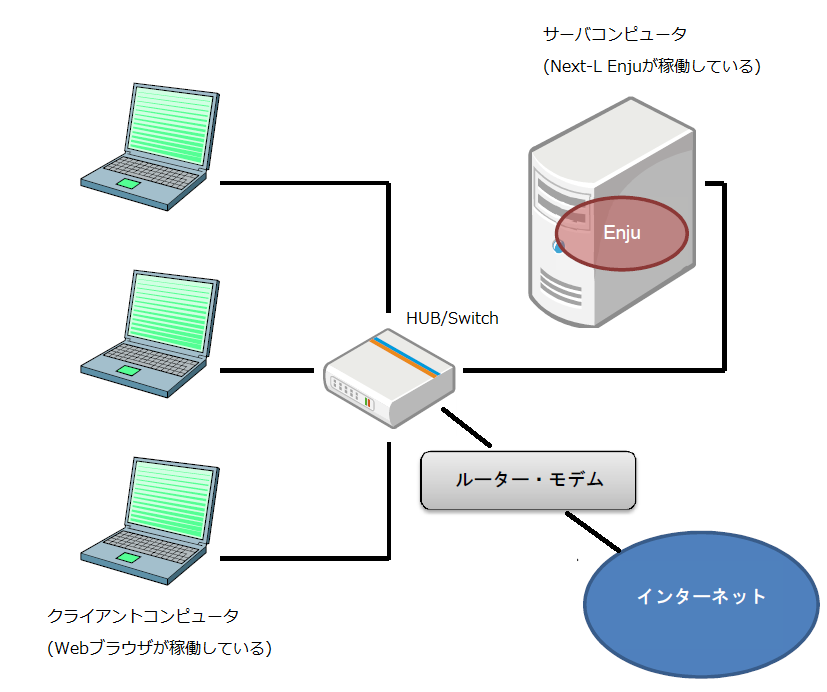 サーバコンピュータ
(Next-L Enjuが稼働している)
Enju
HUB/Switch
ルーター・モデム
インターネット
クライアントコンピュータ
(Webブラウザが稼働している)